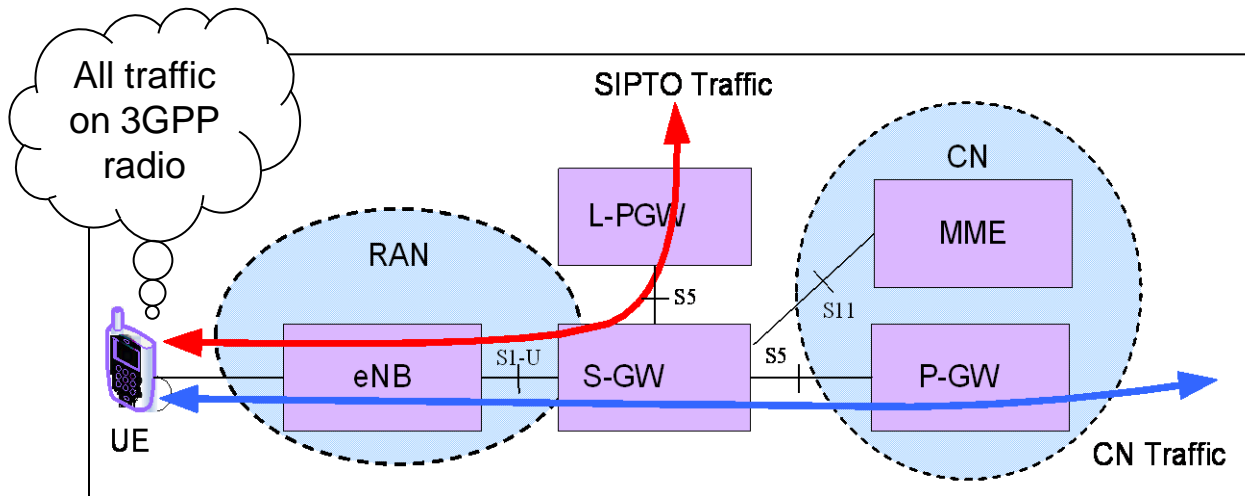 All traffic
on 3GPP
radio
SIPTO Traffic
CN
L-PGW
MME
RAN
S5
S11
S1-U
S5
eNB
S-GW
P-GW
UE
CN Traffic